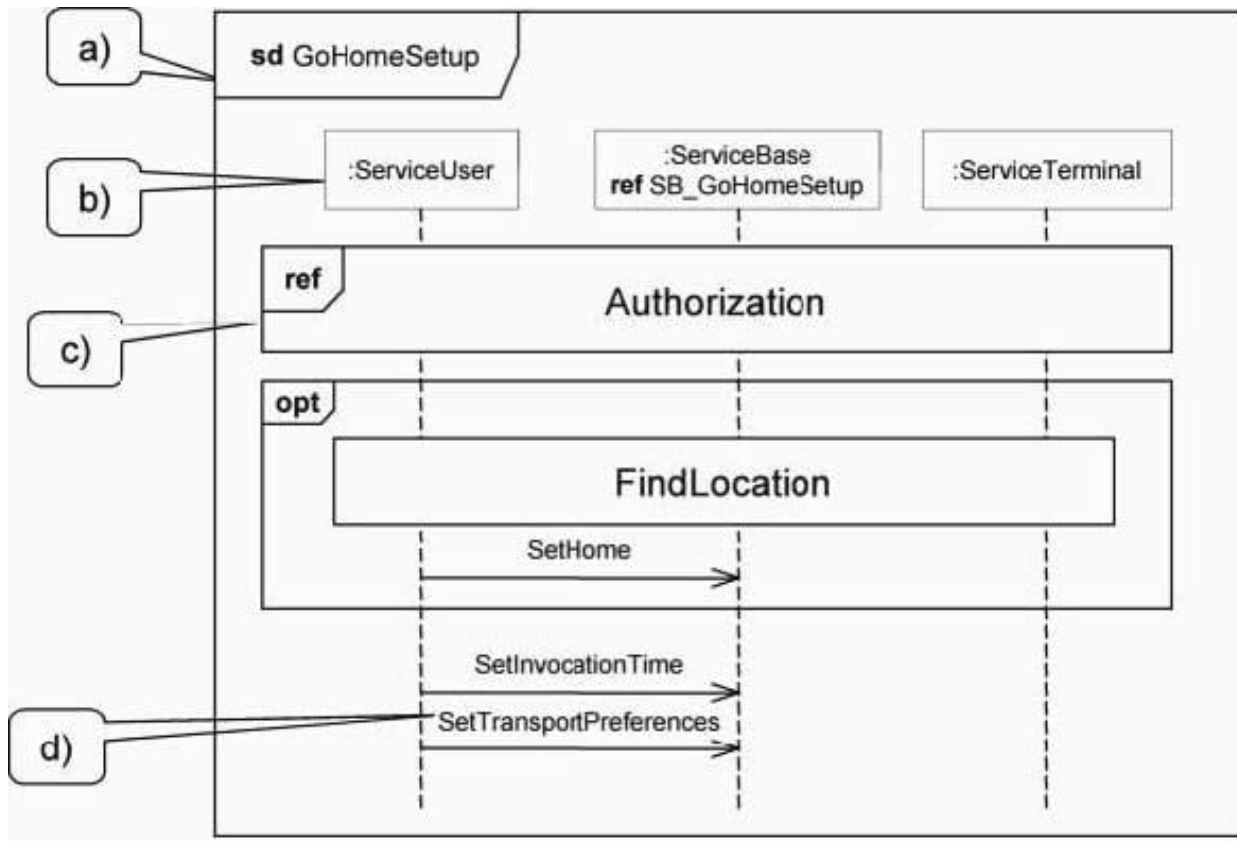 a)
sd GoHomeSetup
b)
:ServiceUser
:ServiceBase
ref SB_GoHomeSetup
:ServiceTerminal
c)
ref
Authorization
opt
FindLocation
SetHome
SetInvocationTime
d)
SetTransportPreferences